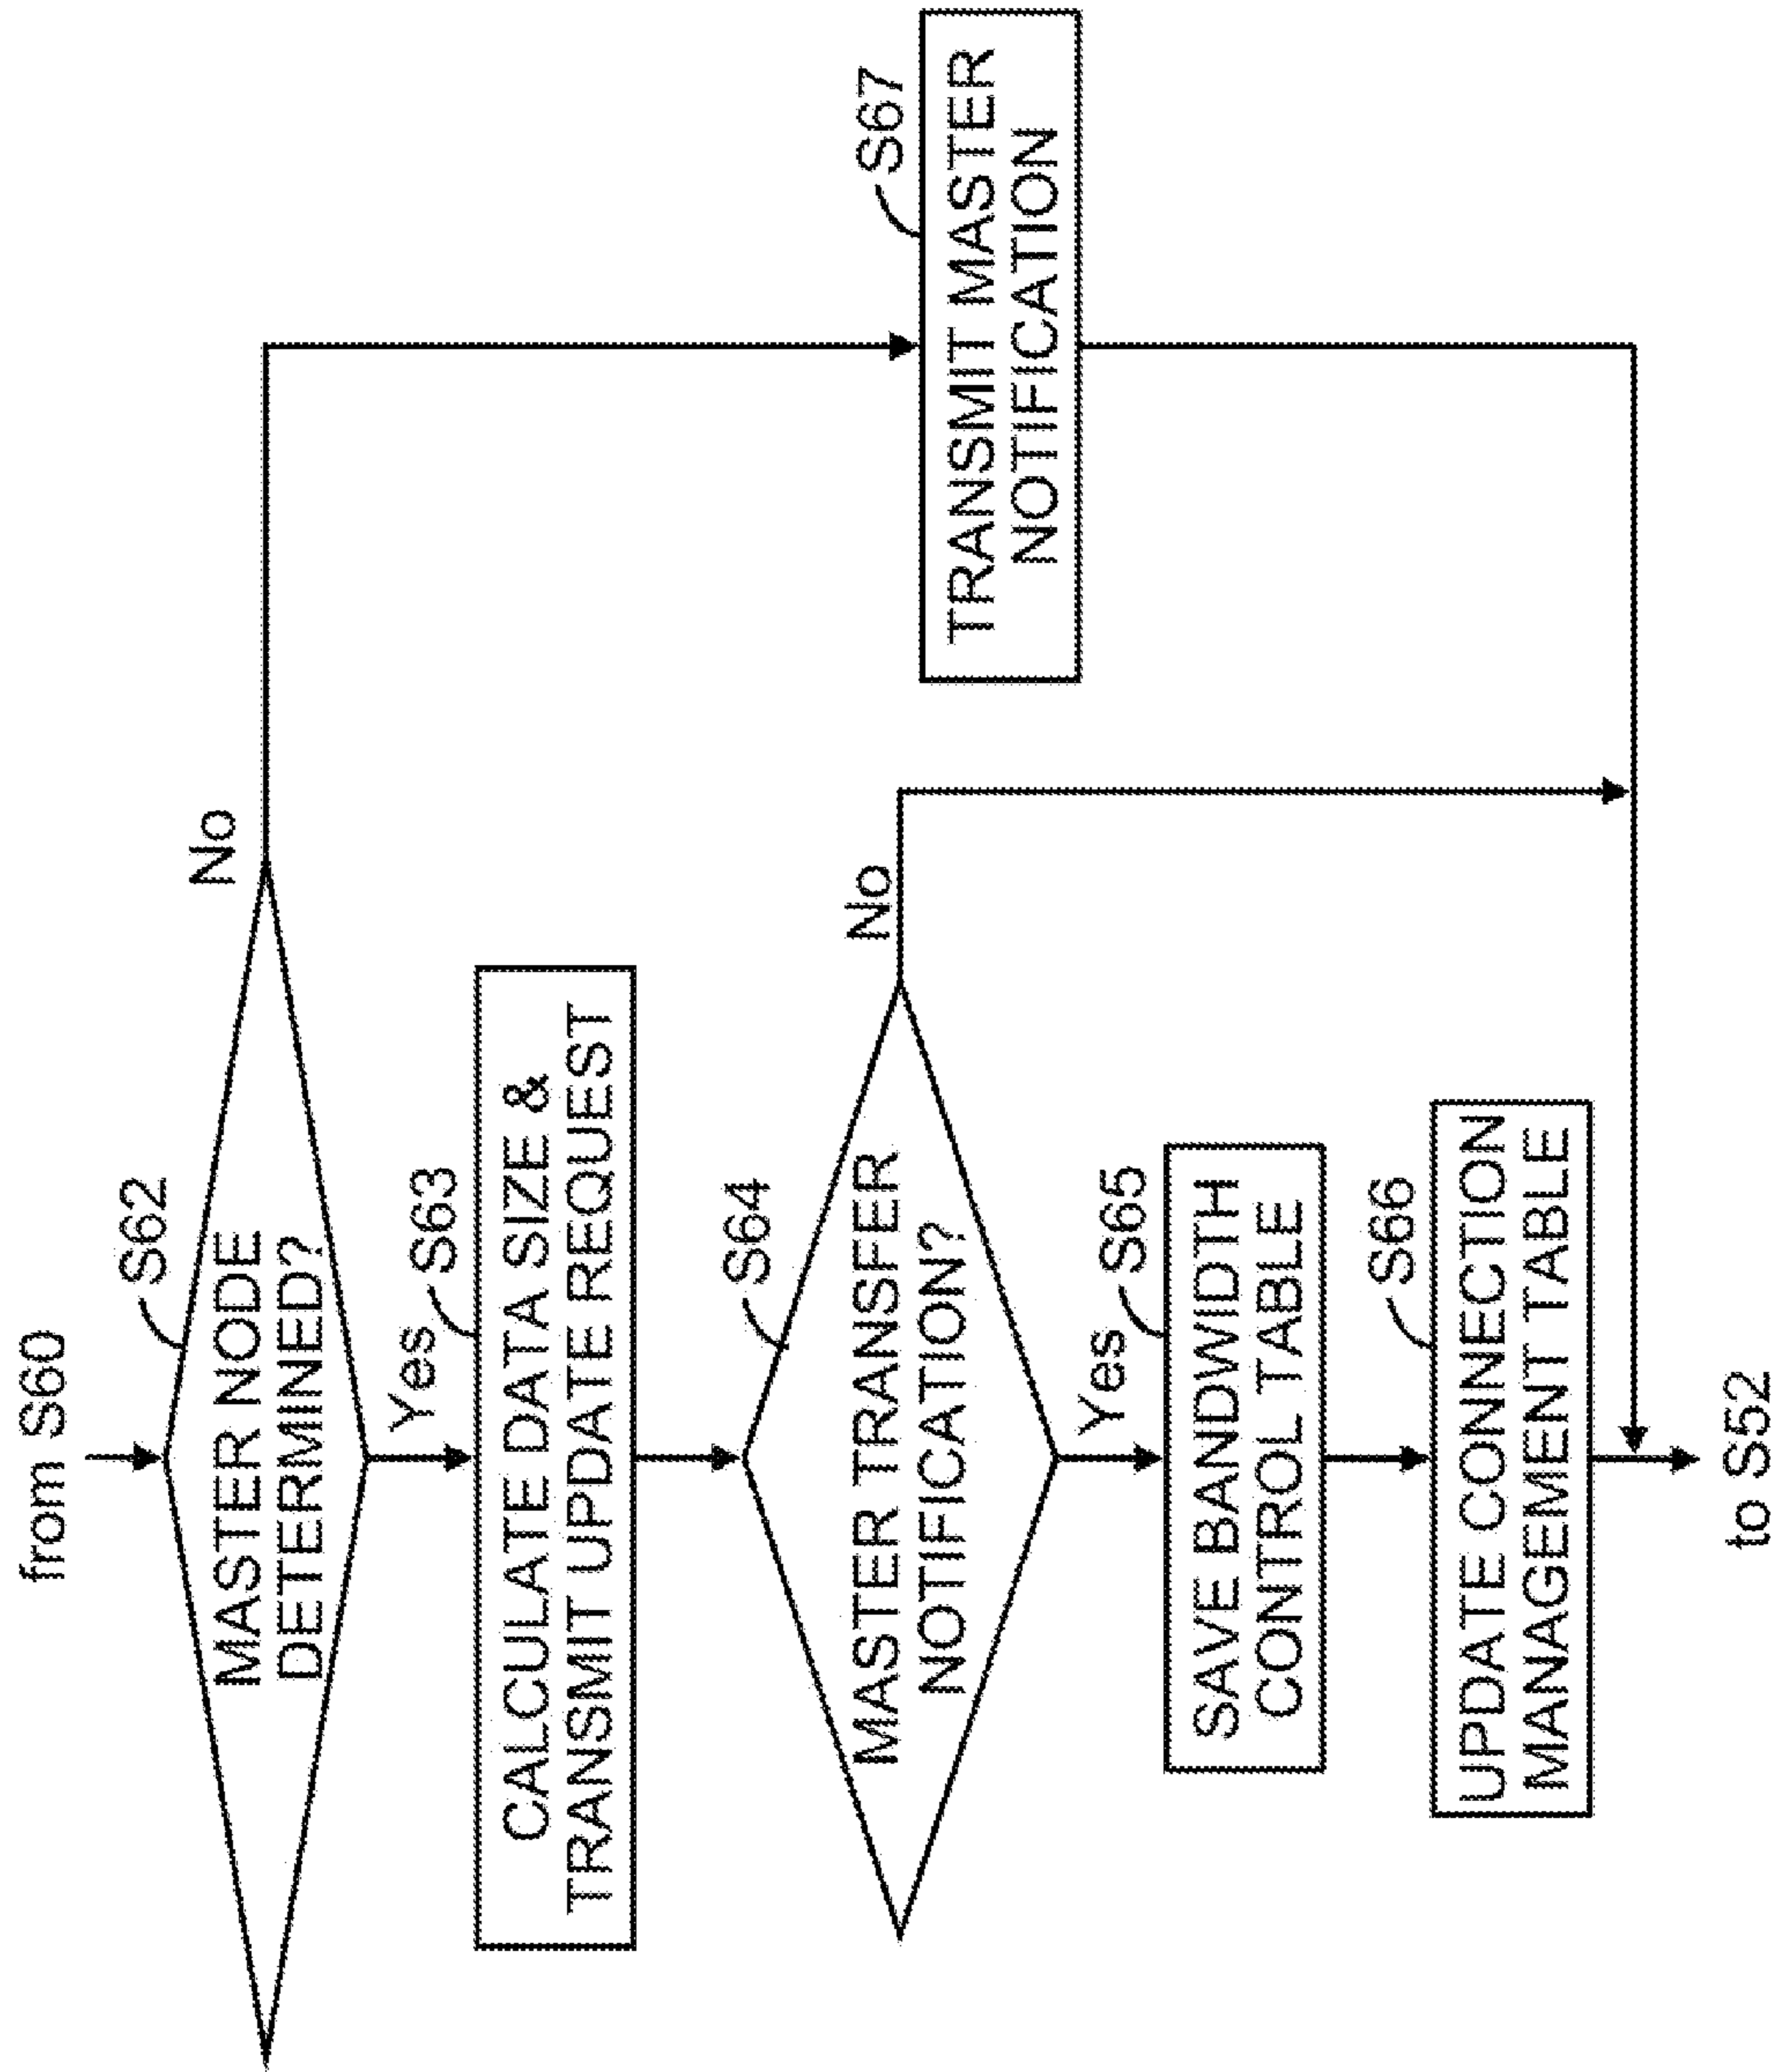 from S60
S62
MASTER NODE
DETERMINED?
No
Yes
S63
CALCULATE DATA SIZE &
TRANSMIT UPDATE REQUEST
S64
MASTER TRANSFER
NOTIFICATION?
No
Yes
S65
SAVE BANDWIDTH
CONTROL TABLE
S66
UPDATE CONNECTION
MANAGEMENT TABLE
S67
TRANSMIT MASTER
NOTIFICATION
to S52